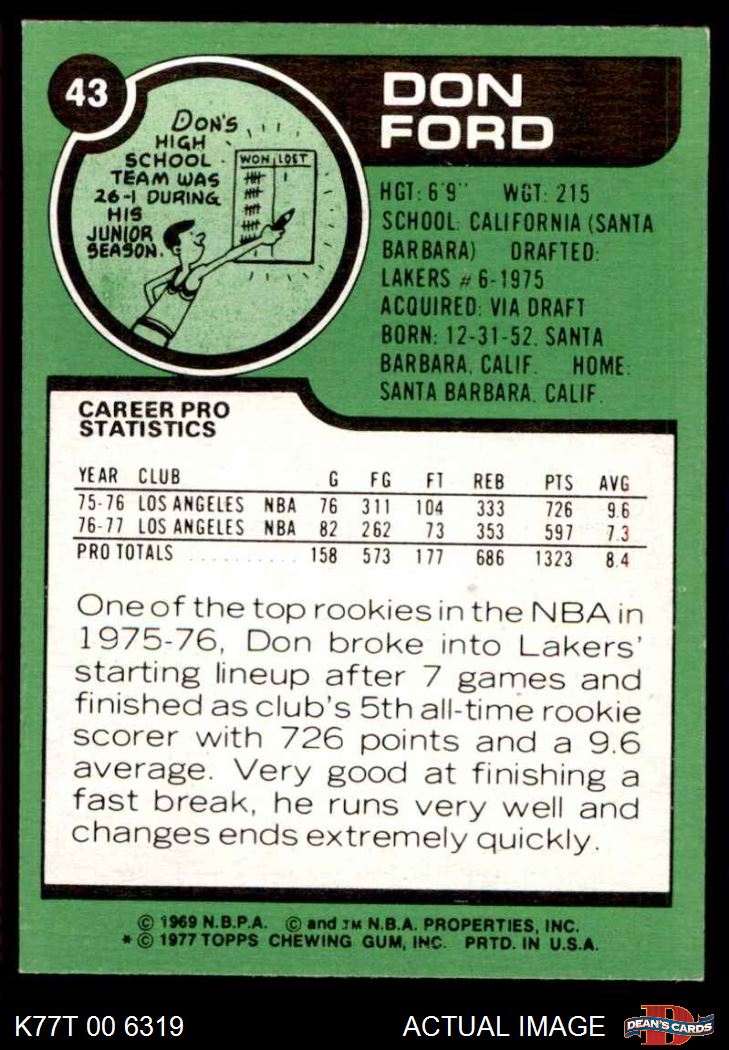 43
DON
FORD
DON'S
HIGH
SCHOOL
TEAM WAS
26-1 DURING
HIS
JUNIOR
SEASON.
WON LOST
HGT: 6'9" WGT: 215
SCHOOL: CALIFORNIA (SANTA
BARBARA) DRAFTED:
LAKERS #6-1975
ACQUIRED: VIA DRAFT
BORN: 12-31-52, SANTA
BARBARA, CALIF. HOME:
SANTA BARBARA, CALIF.
CAREER PRO
STATISTICS
YEAR CLUB G FG FT REB PTS AVG
75-76 LOS ANGELES NBA 76 311 104 333 726 9.6
76-77 LOS ANGELES NBA 82 262 73 353 597 7.3
PRO TOTALS .......... 158 573 177 686 1323 8.4
One of the top rookies in the NBA in
1975-76, Don broke into Lakers'
starting lineup after 7 games and
finished as club's 5th all-time rookie
scorer with 726 points and a 9.6
average. Very good at finishing a
fast break, he runs very well and
changes ends extremely quickly.
© 1969 N.B.P.A. © and TM N.B.A. PROPERTIES, INC.
* © 1977 TOPPS CHEWING GUM, INC. PRTD. IN U.S.A.
K77T 00 6319 ACTUAL IMAGE
D
DEAN'S CARDS